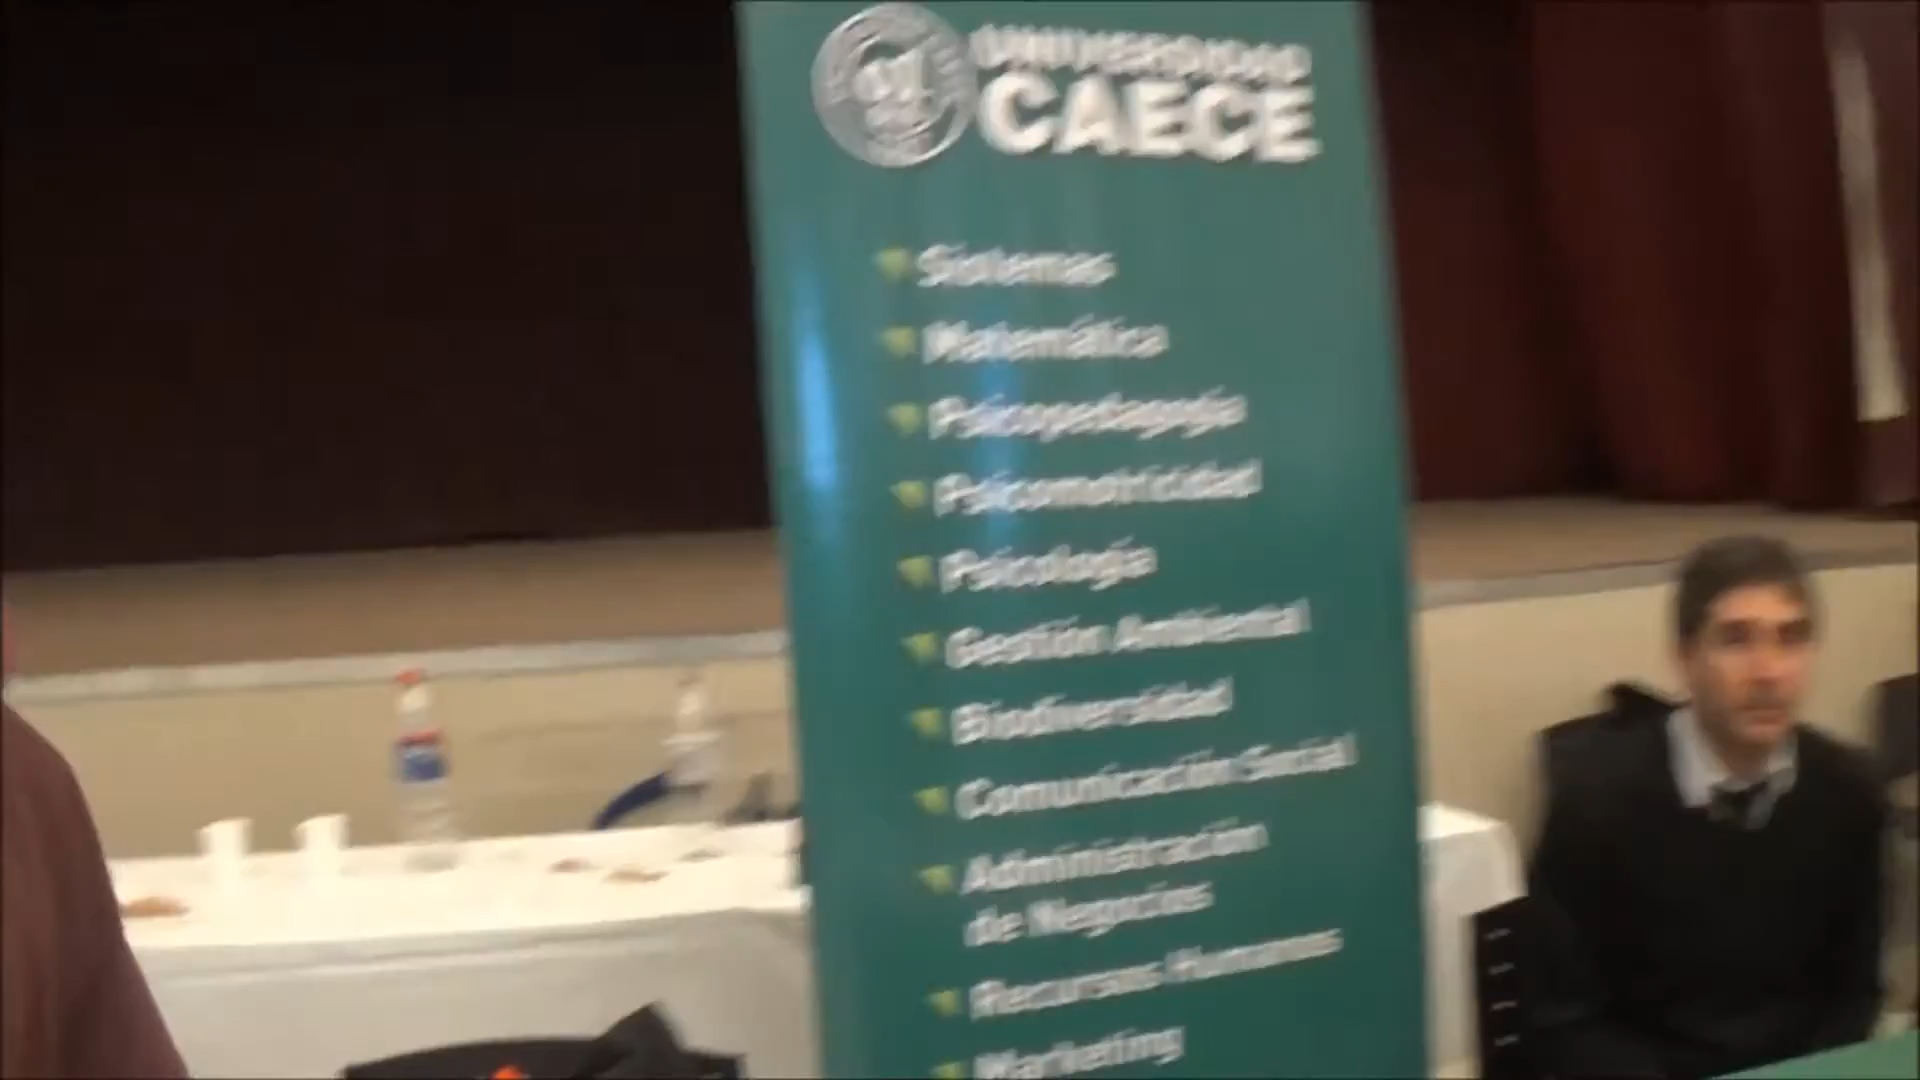 UNIVERSIDAD
CAECE
Sistemas
Matemática
Psicopedagogía
Psicomotricidad
Psicología
Gestión Ambiental
Biodiversidad
Comunicación Social
Administración
de Negocios
Recursos Humanos
Marketing